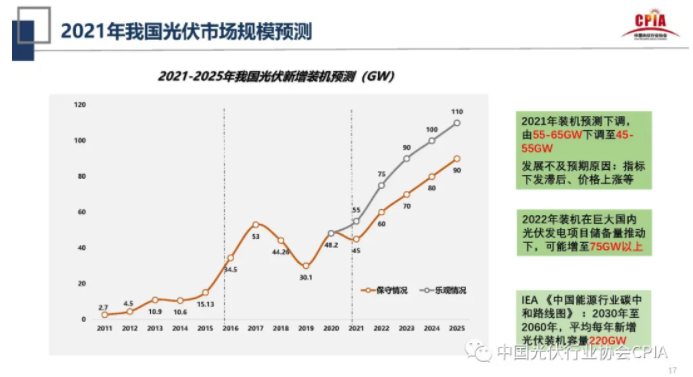 2021年我国光伏市场规模预测
CPIA
中国光伏行业协会
2021-2025年我国光伏新增装机预测（GW）
120
100
80
60
40
20
0
2.7
4.5
10.9
10.6
15.13
34.5
53
44.26
30.1
48.2
45
60
70
80
90
55
75
90
100
110
保守情况
乐观情况
2011 2012 2013 2014 2015 2016 2017 2018 2019 2020 2021 2022 2023 2024 2025
2021年装机预测下调，
由55-65GW下调至45-
55GW
发展不及预期原因：指标
下发滞后、价格上涨等
2022年装机在巨大国内
光伏发电项目储备量推动
下，可能增至75GW以上
IEA《中国能源行业碳中
和路线图》：2030年至
2060年，平均每年新增
光伏装机容量220GW
中国光伏行业协会CPIA
17